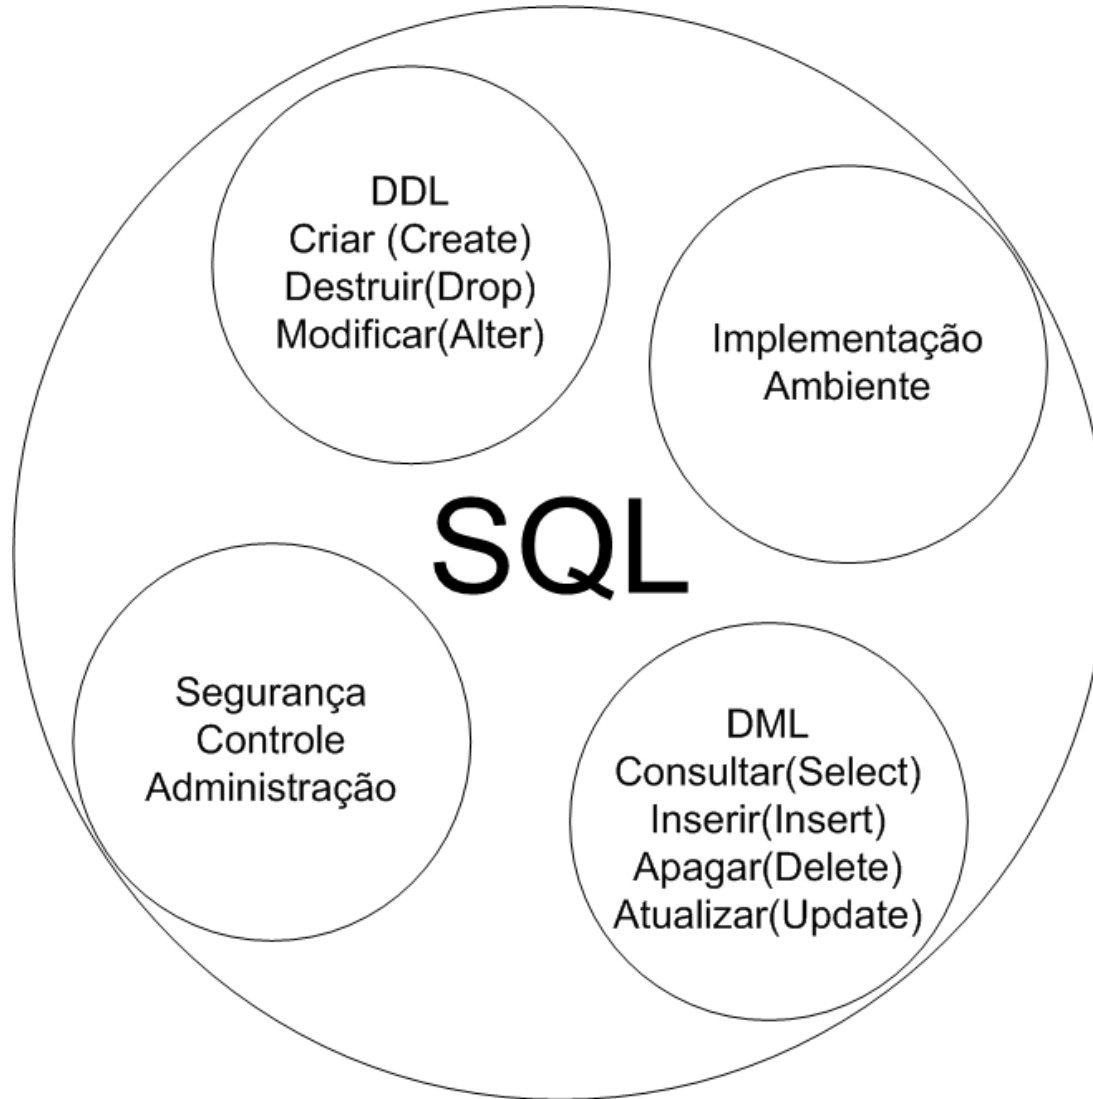 DDL
Criar (Create)
Destruir(Drop)
Modificar(Alter)
Implementação
Ambiente
SQL
Segurança
Controle
Administração
DML
Consultar(Select)
Inserir(Insert)
Apagar(Delete)
Atualizar(Update)